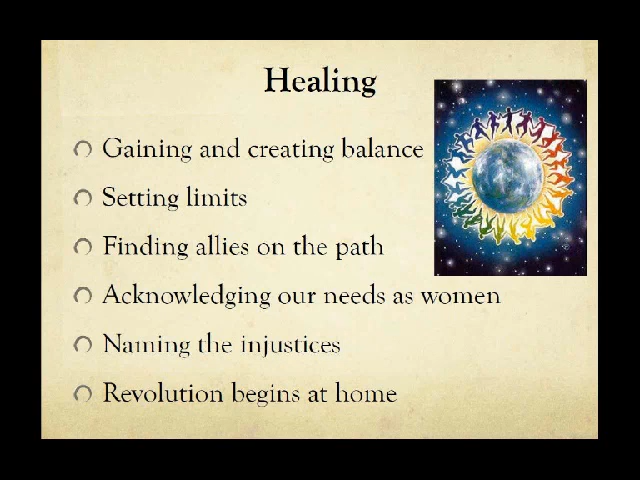 Healing
Gaining and creating balance
Setting limits
Finding allies on the path
Acknowledging our needs as women
Naming the injustices
Revolution begins at home